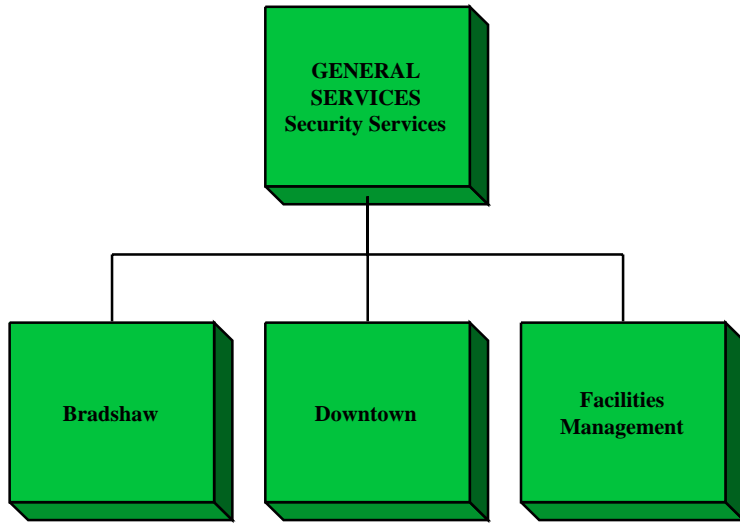 GENERAL
SERVICES
Security Services
Bradshaw
Downtown
Facilities
Management